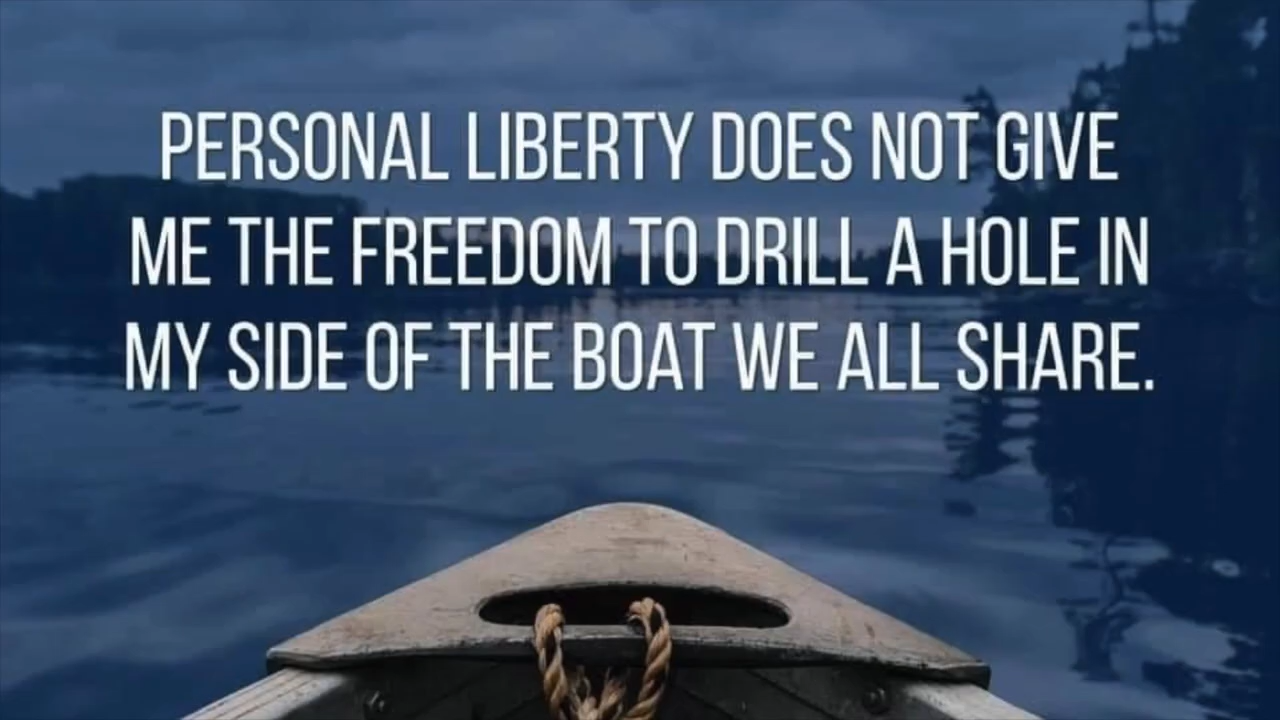 PERSONAL LIBERTY DOES NOT GIVE
ME THE FREEDOM TO DRILL A HOLE IN
MY SIDE OF THE BOAT WE ALL SHARE.